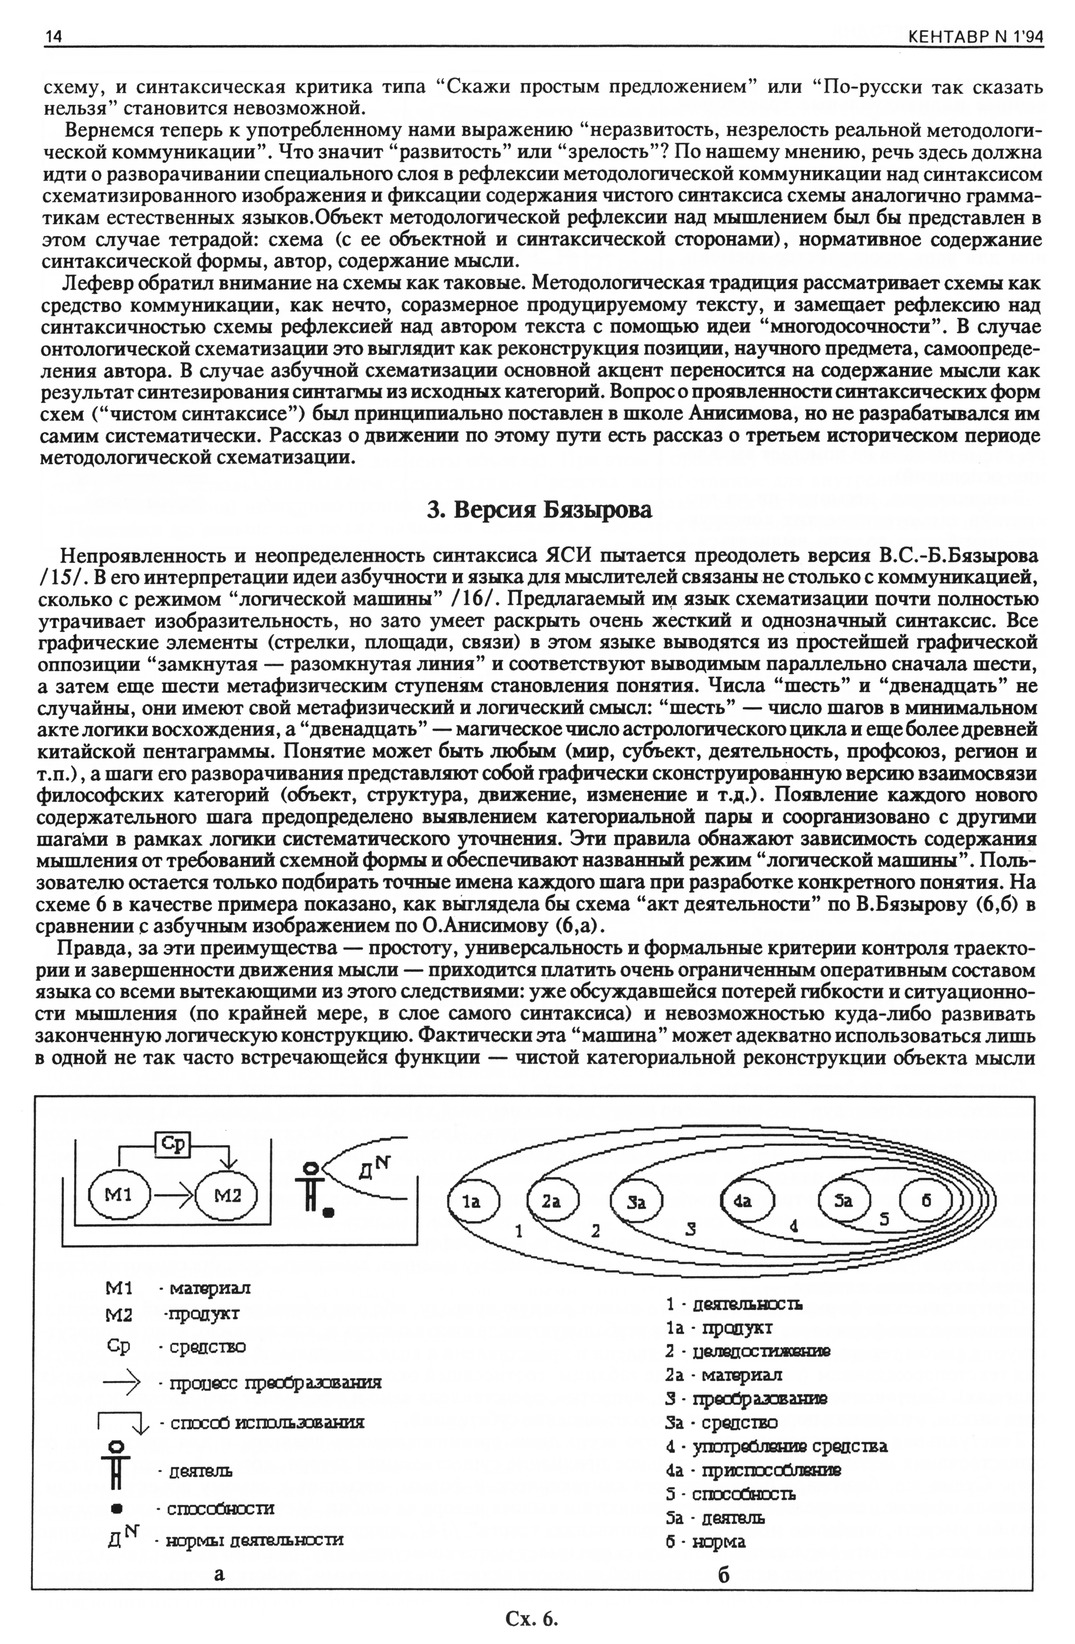 14
КЕНТАВР N 1'94
схему, и синтаксическая критика типа “Скажи простым предложением” или “По-русски так сказать
нельзя” становится невозможной.
Вернемся теперь к употребленному нами выражению “неразвитость, незрелость реальной методологи-
ческой коммуникации”. Что значит “развитость” или “зрелость”? По нашему мнению, речь здесь должна
идти о разворачивании специального слоя в рефлексии методологической коммуникации над синтаксисом
схематизированного изображения и фиксации содержания чистого синтаксиса схемы аналогично грамма-
тикам естественных языков.Объект методологической рефлексии над мышлением был бы представлен в
этом случае тетрадой: схема (с ее объектной и синтаксической сторонами), нормативное содержание
синтаксической формы, автор, содержание мысли.
Лефевр обратил внимание на схемы как таковые. Методологическая традиция рассматривает схемы как
средство коммуникации, как нечто, соразмерное продуцируемому тексту, и замещает рефлексию над
синтаксичностью схемы рефлексией над автором текста с помощью идеи “многодосочности”. В случае
онтологической схематизации это выглядит как реконструкция позиции, научного предмета, самоопреде-
ления автора. В случае азбучной схематизации основной акцент переносится на содержание мысли как
результат синтезирования синтагмы из исходных категорий. Вопрос о проявленности синтаксических форм
схем (“чистом синтаксисе”) был принципиально поставлен в школе Анисимова, но не разрабатывался им
самим систематически. Рассказ о движении по этому пути есть рассказ о третьем историческом периоде
методологической схематизации.
3. Версия Бязырова
Непроявленность и неопределенность синтаксиса ЯСИ пытается преодолеть версия В.С.-Б.Бязырова
/15/. В его интерпретации идеи азбучности и языка для мыслителей связаны не столько с коммуникацией,
сколько с режимом “логической машины” /16/. Предлагаемый им язык схематизации почти полностью
утрачивает изобразительность, но зато умеет раскрыть очень жесткий и однозначный синтаксис. Все
графические элементы (стрелки, площади, связи) в этом языке выводятся из простейшей графической
оппозиции “замкнутая — разомкнутая линия” и соответствуют выводимым параллельно сначала шести,
а затем еще шести метафизическим ступеням становления понятия. Числа “шесть” и “двенадцать” не
случайны, они имеют свой метафизический и логический смысл: “шесть” — число шагов в минимальном
акте логики восхождения, а “двенадцать” — магическое число астрологического цикла и еще более древней
китайской пентаграммы. Понятие может быть любым (мир, субъект, деятельность, профсоюз, регион и
т.п.), а шаги его разворачивания представляют собой графически сконструированную версию взаимосвязи
философских категорий (объект, структура, движение, изменение и т.д.). Появление каждого нового
содержательного шага предопределено выявлением категориальной пары и соорганизовано с другими
шагами в рамках логики систематического уточнения. Эти правила обнажают зависимость содержания
мышления от требований схемной формы и обеспечивают названный режим “логической машины”. Поль-
зователю остается только подбирать точные имена каждого шага при разработке конкретного понятия. На
схеме 6 в качестве примера показано, как выглядела бы схема “акт деятельности” по В.Бязырову (6,б) в
сравнении с азбучным изображением по О.Анисимову (6,а).
Правда, за эти преимущества — простоту, универсальность и формальные критерии контроля траекто-
рии и завершенности движения мысли — приходится платить очень ограниченным оперативным составом
языка со всеми вытекающими из этого следствиями: уже обсуждавшейся потерей гибкости и ситуационно-
сти мышления (по крайней мере, в слое самого синтаксиса) и невозможностью куда-либо развивать
законченную логическую конструкцию. Фактически эта “машина” может адекватно использоваться лишь
в одной не так часто встречающейся функции — чистой категориальной реконструкции объекта мысли
Ср
М1
М2
Д N
1а
2а
3а
4а
5а
6
1
2
3
4
5
М1 - материал
М2 -продукт
Ср - средство
- процесс преобразования
- способ использования
- деятель
- способности
Д N - нормы деятельности
а
1 - деятельность
1а - продукт
2 - целедостижение
2а - материал
3 - преобразование
3а - средство
4 - употребление средства
4а - приспособление
5 - способность
5а - деятель
6 - норма
б
Сх. 6.